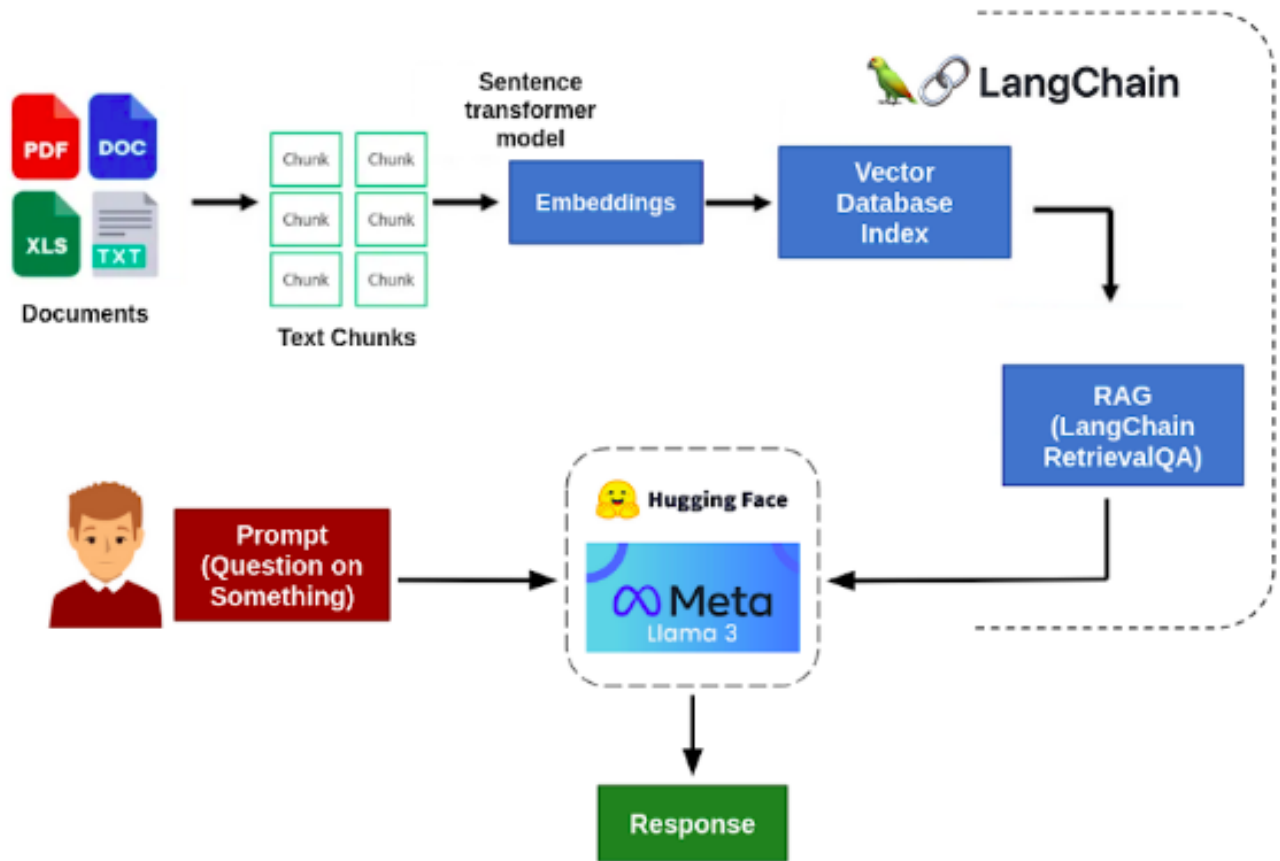 LangChain
Sentence
transformer
model
PDF
DOC
XLS
TXT
Documents
Chunk
Chunk
Chunk
Chunk
Chunk
Chunk
Text Chunks
Embeddings
Vector
Database
Index
RAG
(LangChain
RetrievalQA)
Prompt
(Question on
Something)
Hugging Face
Meta
Llama 3
Response